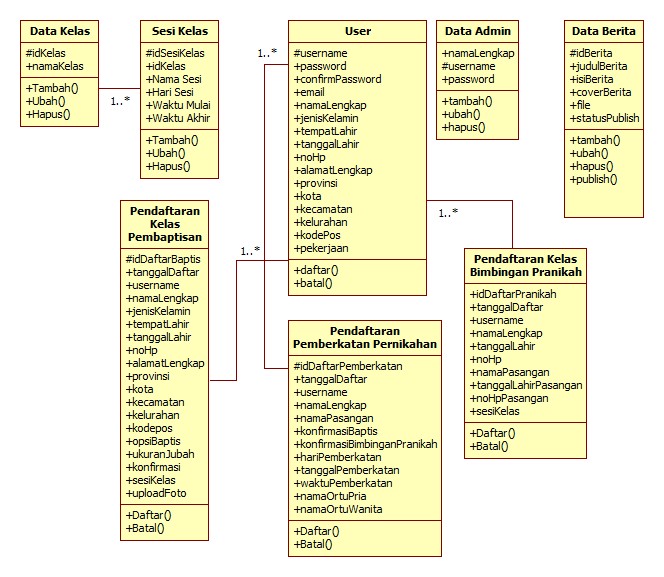 Data Kelas
#idKelas
+namaKelas
+Tambah()
+Ubah()
+Hapus()
1..*
Sesi Kelas
#idSesiKelas
+idKelas
+Nama Sesi
+Hari Sesi
+Waktu Mulai
+Waktu Akhir
+Tambah()
+Ubah()
+Hapus()
1..*
User
#username
+password
+confirmPassword
+email
+namaLengkap
+jenisKelamin
+tempatLahir
+tanggalLahir
+noHp
+alamatLengkap
+provinsi
+kota
+kecamatan
+kelurahan
+kodePos
+pekerjaan
+daftar()
+batal()
Data Admin
+namaLengkap
#username
+password
+tambah()
+ubah()
+hapus()
Data Berita
#idBerita
+judulBerita
+isiBerita
+coverBerita
+file
+statusPublish
+tambah()
+ubah()
+hapus()
+publish()
Pendaftaran
Kelas
Pembaptisan
#idDaftarBaptis
+tanggalDaftar
+username
+namaLengkap
+jenisKelamin
+tempatLahir
+tanggalLahir
+noHp
+alamatLengkap
+provinsi
+kota
+kecamatan
+kelurahan
+kodepos
+opsiBaptis
+ukuranJubah
+konfirmasi
+sesiKelas
+uploadFoto
+Daftar()
+Batal()
1..*
1..*
Pendaftaran
Pemberkatan Pernikahan
#idDaftarPemberkatan
+tanggalDaftar
+username
+namaLengkap
+namaPasangan
+konfirmasiBaptis
+konfirmasiBimbinganPranikah
+hariPemberkatan
+tanggalPemberkatan
+waktuPemberkatan
+namaOrtuPria
+namaOrtuWanita
+Daftar()
+Batal()
Pendaftaran Kelas
Bimbingan Pranikah
+idDaftarPranikah
+tanggalDaftar
+username
+namaLengkap
+tanggalLahir
+noHp
+namaPasangan
+tanggalLahirPasangan
+noHpPasangan
+sesiKelas
+Daftar()
+Batal()